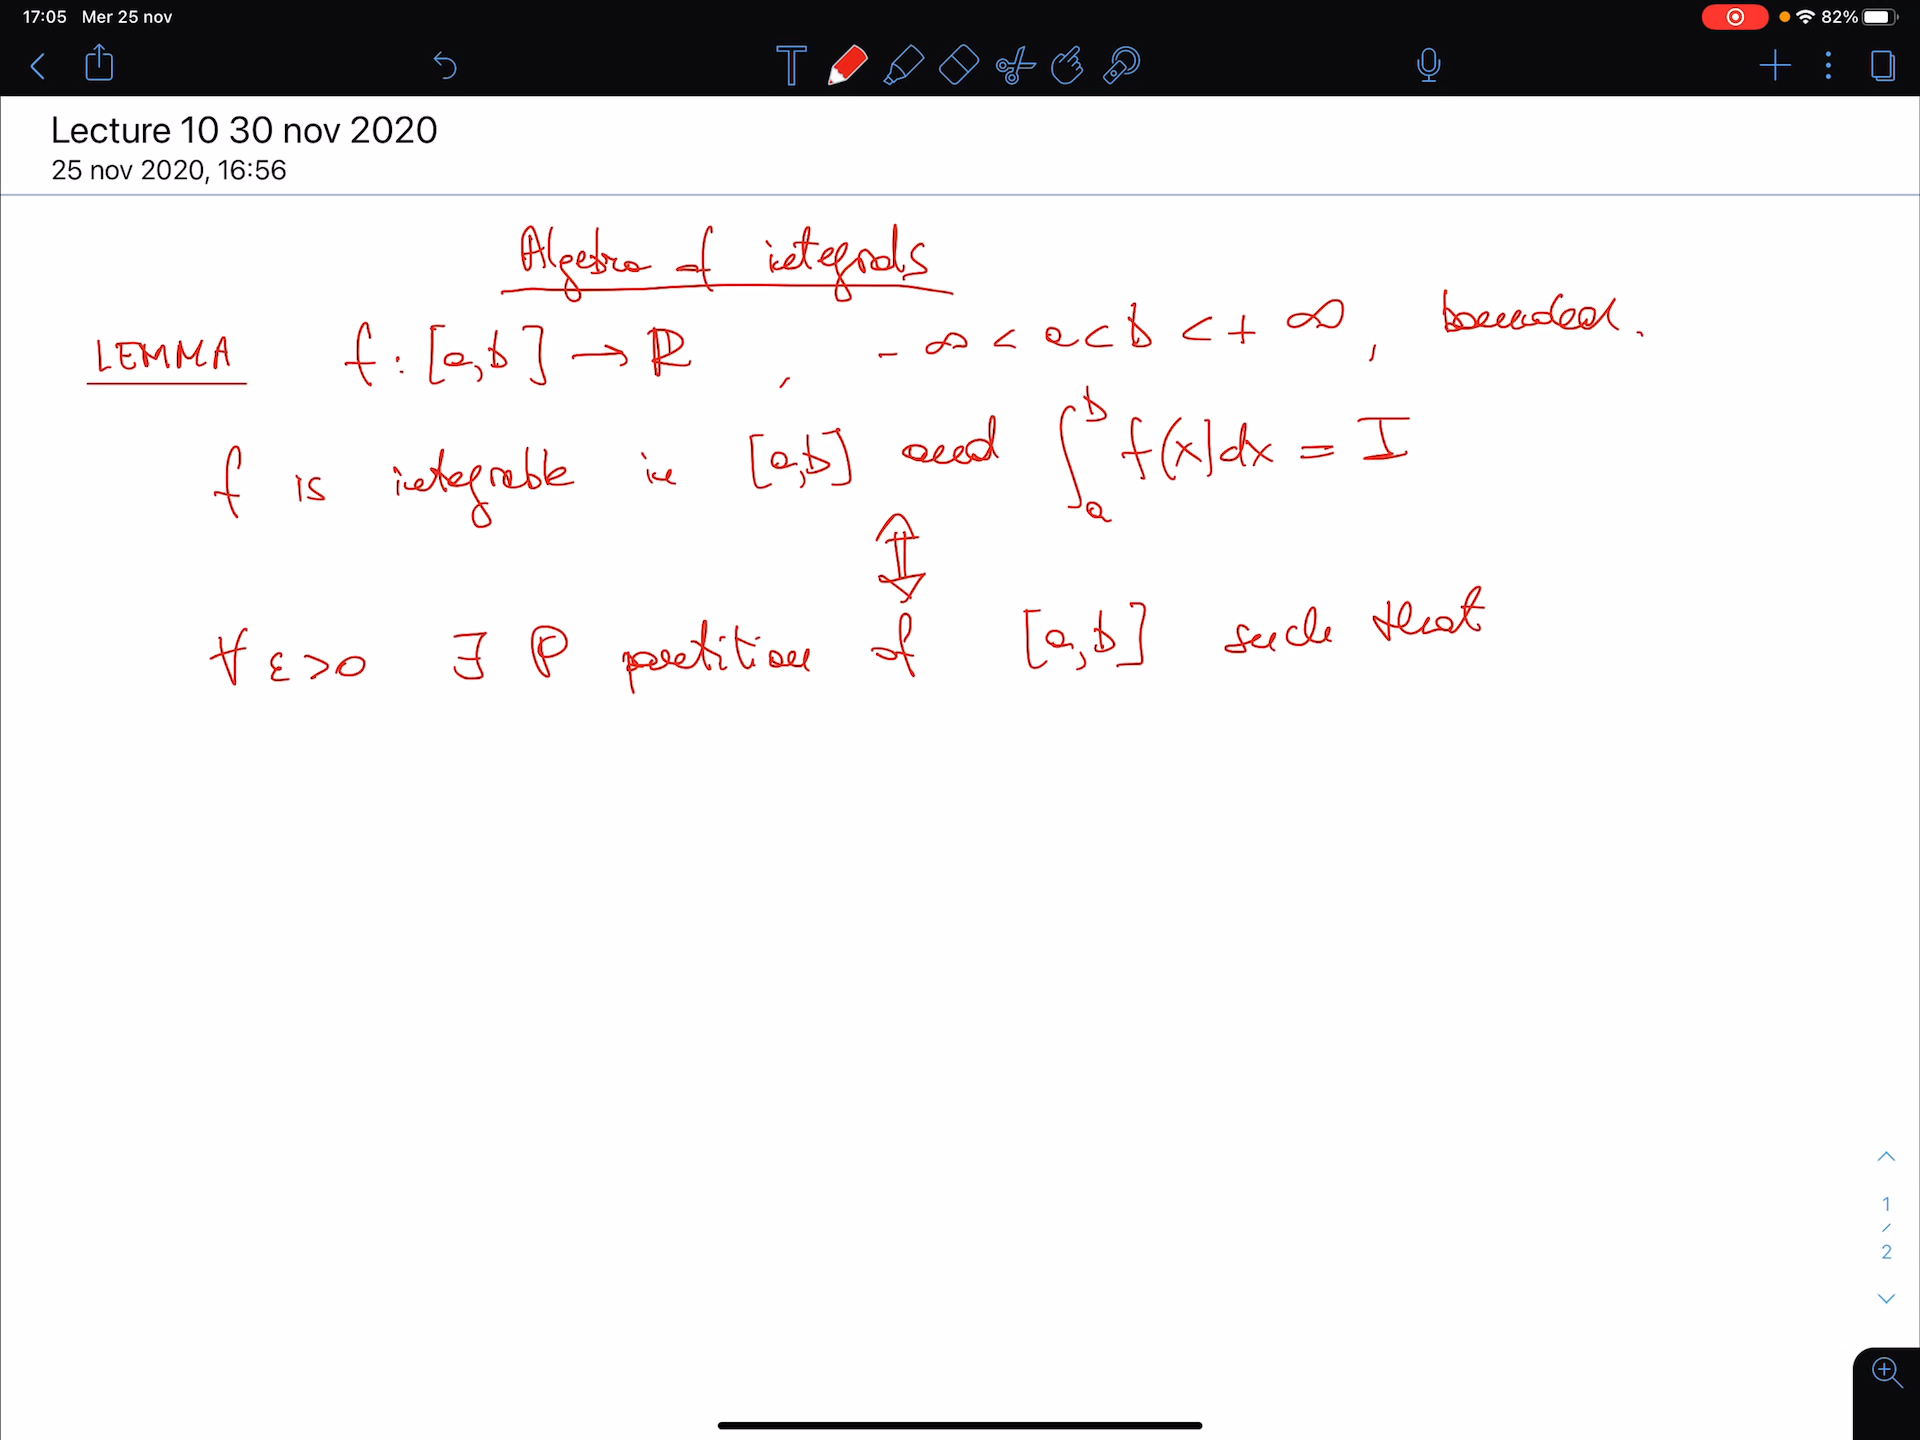 17:05 Mer 25 nov 82%
T
Lecture 10 30 nov 2020
25 nov 2020, 16:56
Algebra of integrals
LEMMA f : [a,b] → ℝ , -∞ < a < b < +∞ , bounded.
f is integrable in [a,b] and ∫_a^b f(x)dx = I
⇕
∀ ε>0 ∃ P partition of [a,b] such that
1
/
2